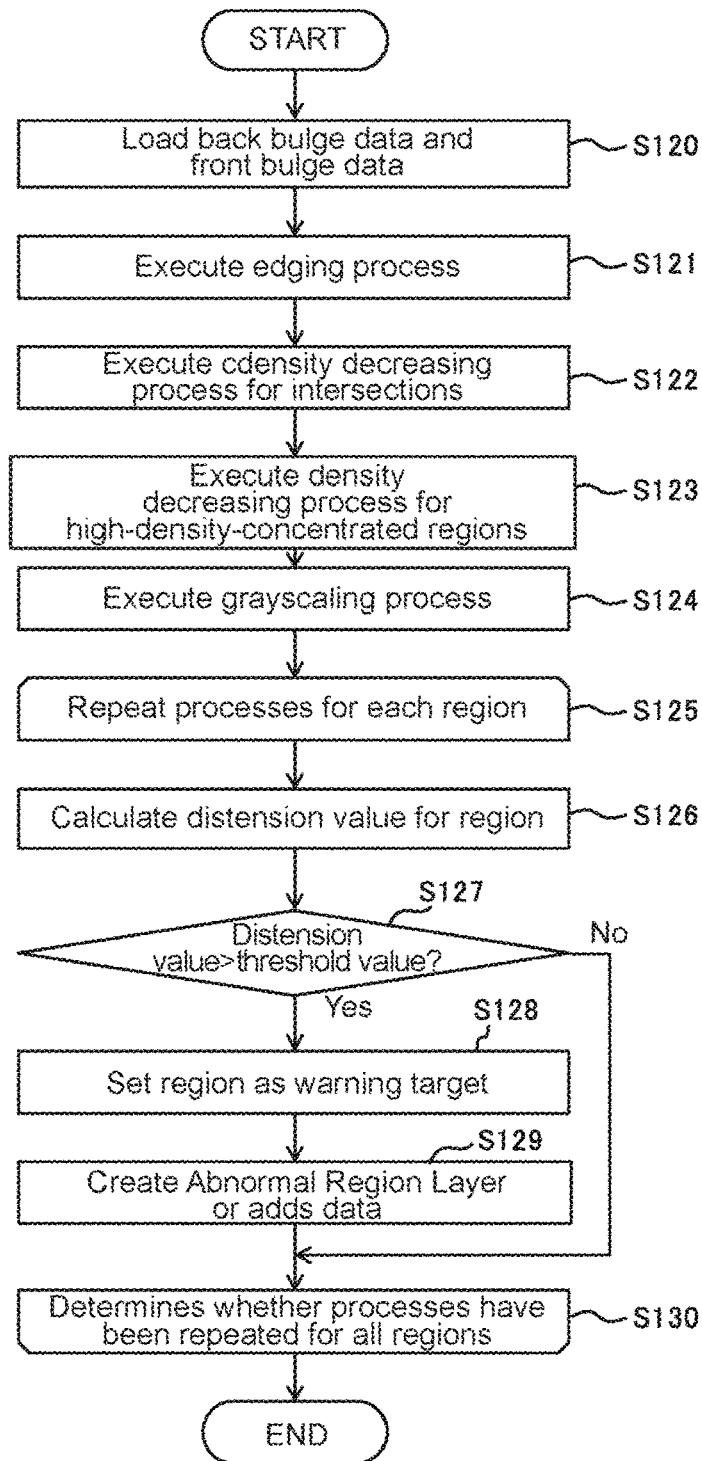 START
Load back bulge data and
front bulge data
S120
Execute edging process
S121
Execute cdensity decreasing
process for intersections
S122
Execute density
decreasing process for
high-density-concentrated regions
S123
Execute grayscaling process
S124
Repeat processes for each region
S125
Calculate distension value for region
S126
S127
Distension
value>threshold value?
No
Yes
S128
Set region as warning target
S129
Create Abnormal Region Layer
or adds data
Determines whether processes have
been repeated for all regions
S130
END